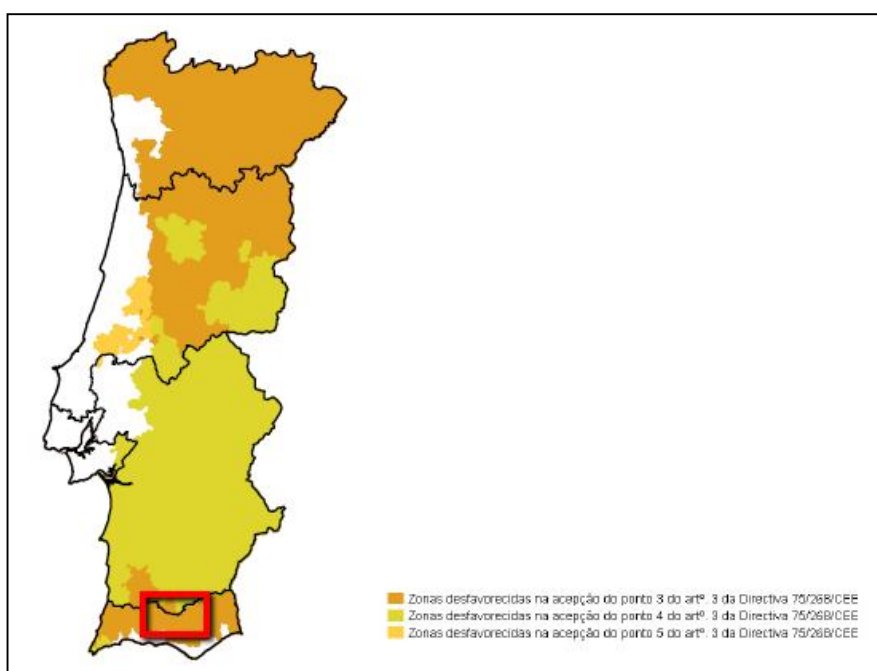 Zonas desfavorecidas na acepção do ponto 3 do artº. 3 da Directiva 75/268/CEE
Zonas desfavorecidas na acepção do ponto 4 do artº. 3 da Directiva 75/268/CEE
Zonas desfavorecidas na acepção do ponto 5 do artº. 3 da Directiva 75/268/CEE